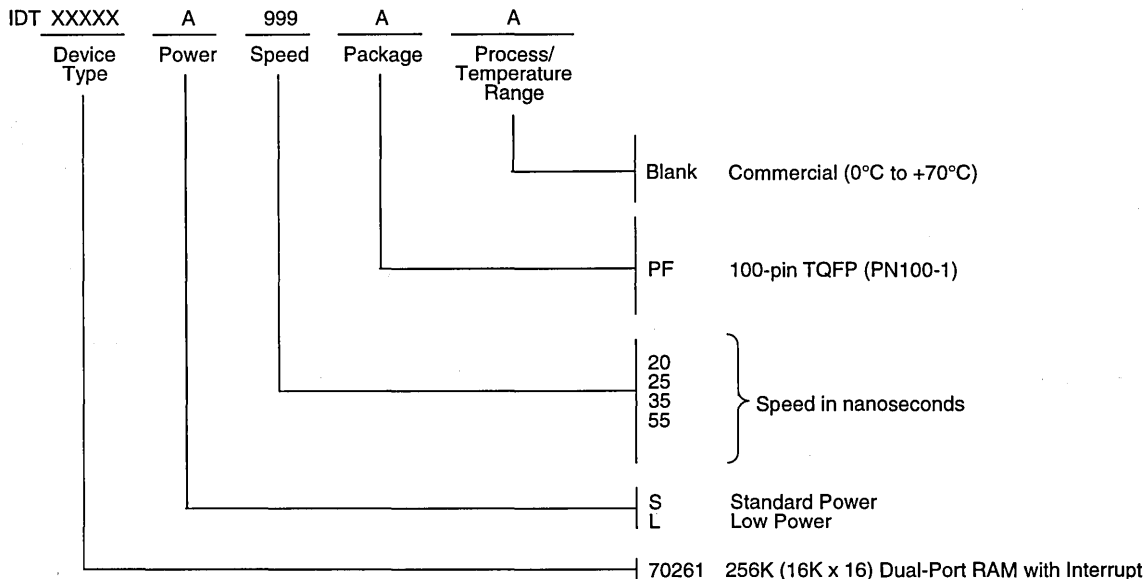 IDT XXXXX A 999 A A
Device Type Power Speed Package Process/ Temperature Range
Blank Commercial (0°C to +70°C)
PF 100-pin TQFP (PN100-1)
20
25
35
55
Speed in nanoseconds
S Standard Power
L Low Power
70261 256K (16K x 16) Dual-Port RAM with Interrupt